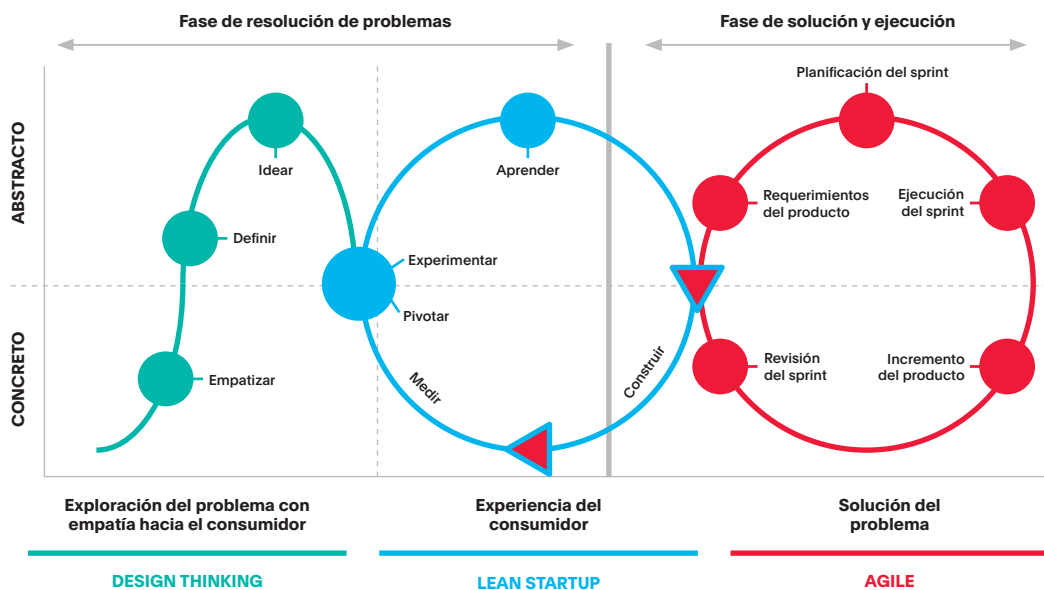 Fase de resolución de problemas
Fase de solución y ejecución
ABSTRACTO
CONCRETO
Idear
Definir
Empatizar
Aprender
Experimentar
Pivotar
Medir
Construir
Planificación del sprint
Requerimientos
del producto
Ejecución
del sprint
Revisión
del sprint
Incremento
del producto
Exploración del problema con
empatía hacia el consumidor
Experiencia del
consumidor
Solución del
problema
DESIGN THINKING
LEAN STARTUP
AGILE